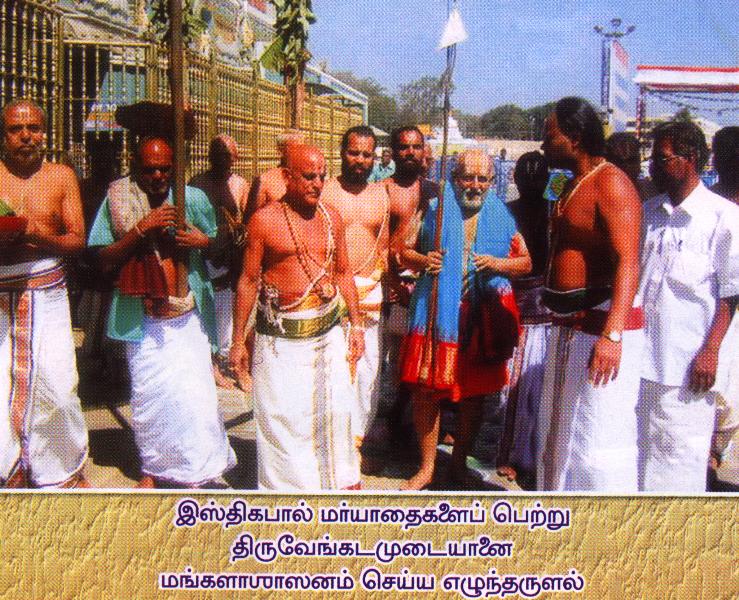 இஸ்திகபால் மர்யாதைகளைப் பெற்று
திருவேங்கடமுடையானை
மங்களாஶாஸனம் செய்ய எழுந்தருளல்